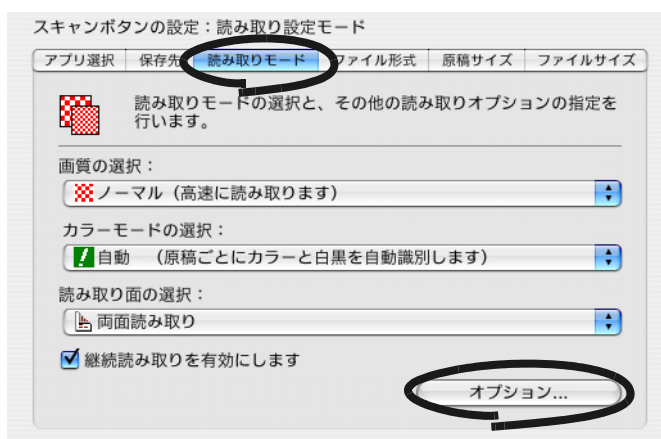 スキャンボタンの設定：読み取り設定モード
アプリ選択 保存先 読み取りモード ファイル形式 原稿サイズ ファイルサイズ
読み取りモードの選択と、その他の読み取りオプションの指定を
行います。
画質の選択：
ノーマル（高速に読み取ります）
カラーモードの選択：
自動 （原稿ごとにカラーと白黒を自動識別します）
読み取り面の選択：
両面読み取り
継続読み取りを有効にします
オプション...